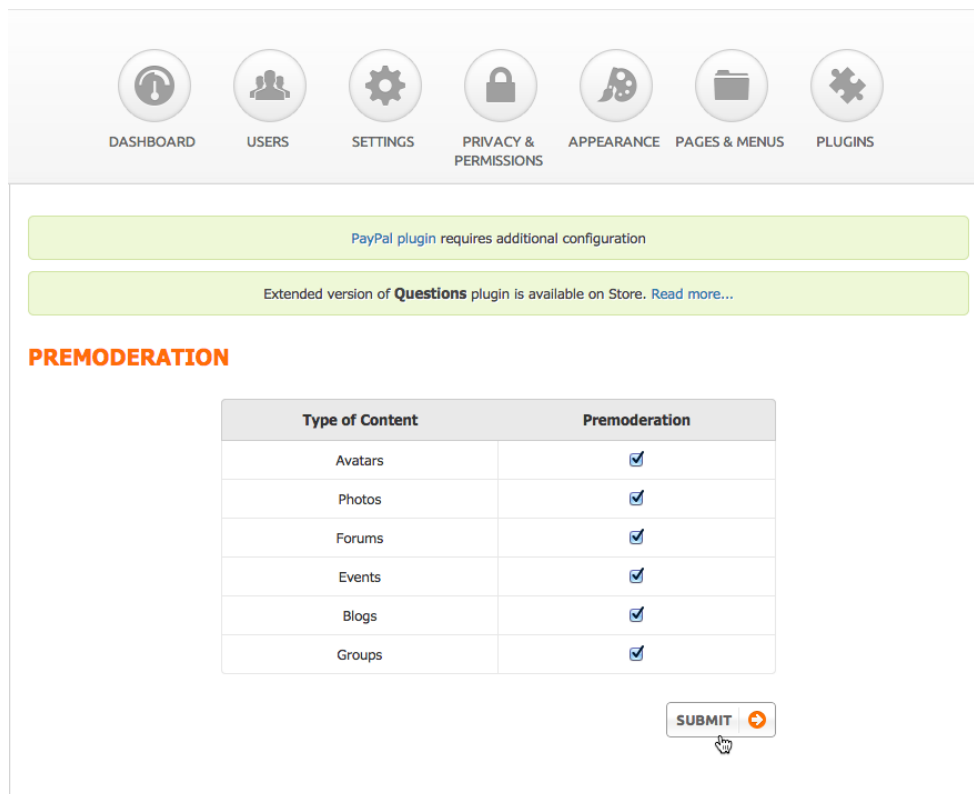 DASHBOARD USERS SETTINGS PRIVACY & APPEARANCE PAGES & MENUS PLUGINS
PERMISSIONS
PayPal plugin requires additional configuration
Extended version of Questions plugin is available on Store. Read more...
PREMODERATION
Type of Content Premoderation
Avatars
Photos
Forums
Events
Blogs
Groups
SUBMIT